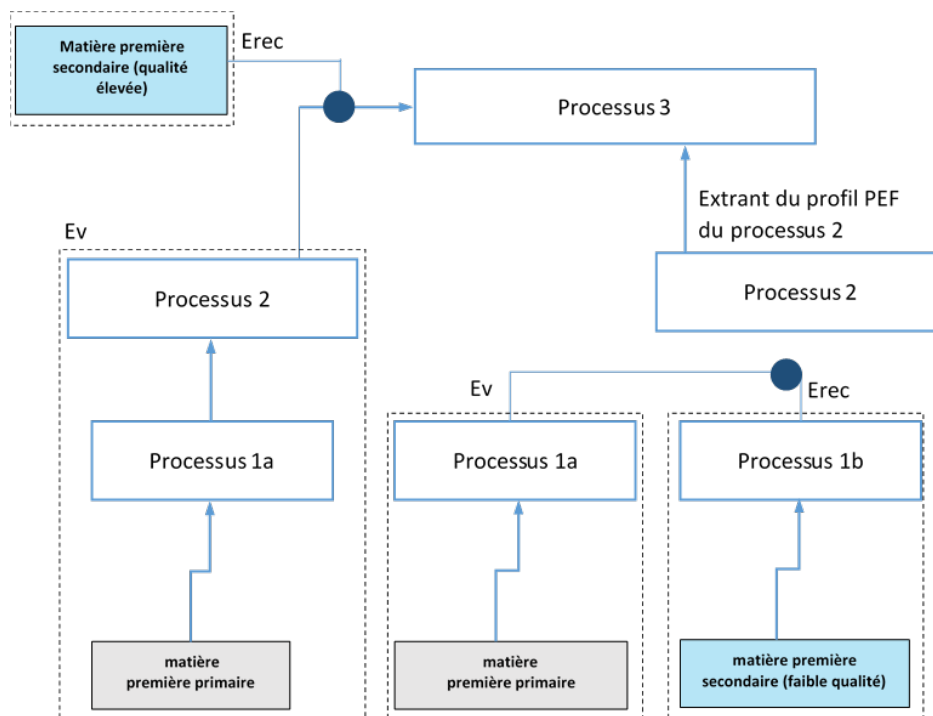 Matière première
secondaire (qualité
élevée)
Erec
Processus 3
Extrant du profil PEF
du processus 2
Ev
Processus 2
Processus 2
Ev
Erec
Processus 1a
Processus 1a
Processus 1b
matière
première primaire
matière
première primaire
matière première
secondaire (faible qualité)